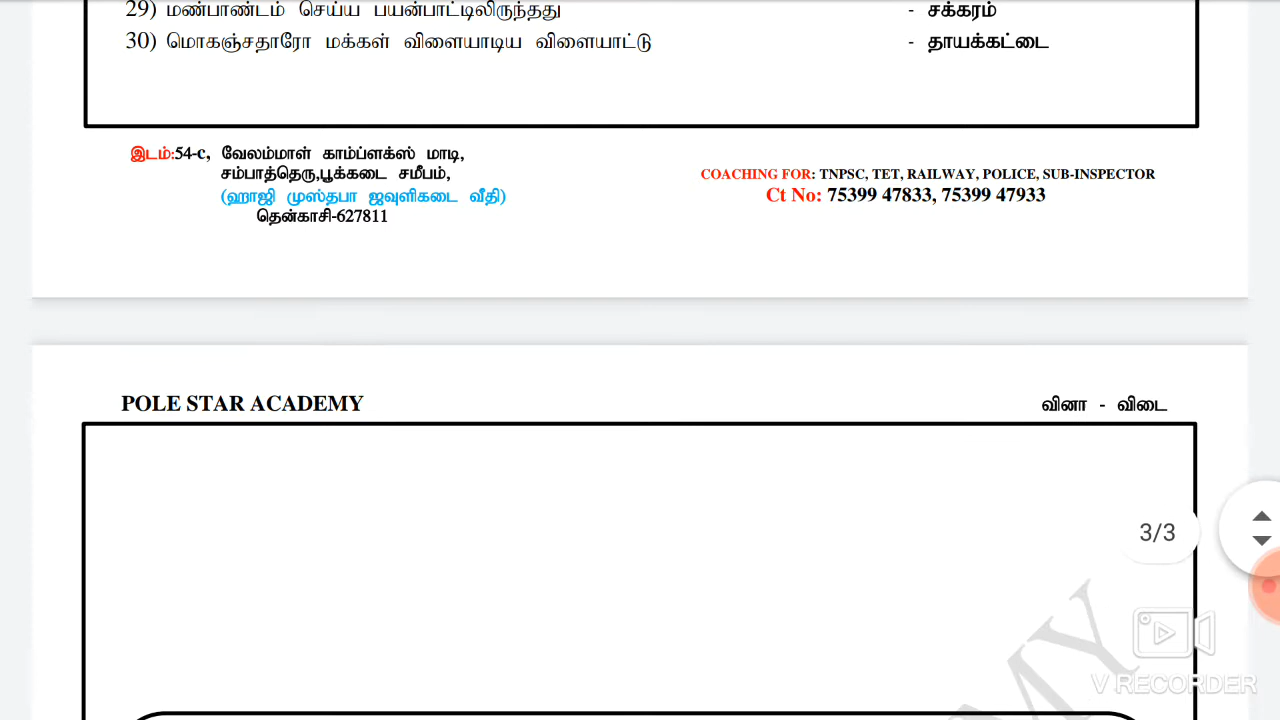 29) மண்பாண்டம் செய்ய பயன்பாட்டிலிருந்தது - சக்கரம்
30) மொகஞ்சதாரோ மக்கள் விளையாடிய விளையாட்டு - தாயக்கட்டை
இடம்:54-c, வேலம்மாள் காம்ப்ளக்ஸ் மாடி,
சம்பாத்தெரு,பூக்கடை சமீபம்,
(ஹாஜி முஸ்தபா ஜவுளிகடை வீதி)
தென்காசி-627811
COACHING FOR: TNPSC, TET, RAILWAY, POLICE, SUB-INSPECTOR
Ct No: 75399 47833, 75399 47933
POLE STAR ACADEMY வினா - விடை
3/3
MY
V RECORDER